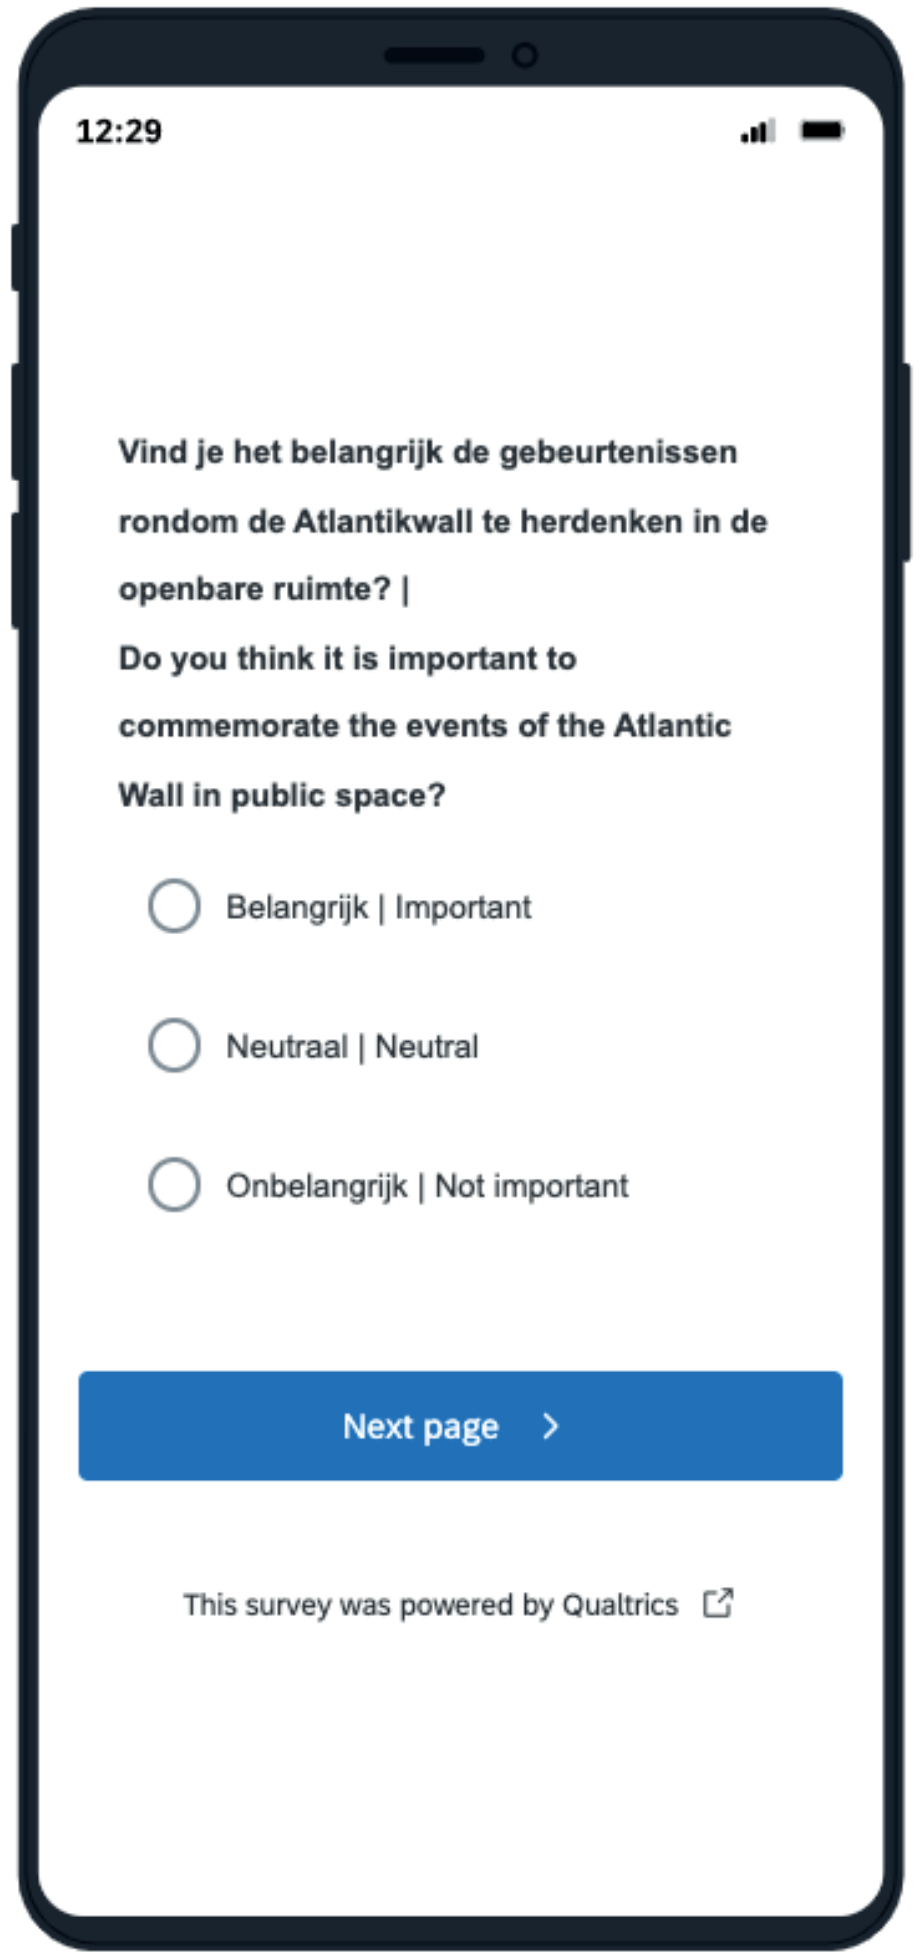 12:29
Vind je het belangrijk de gebeurtenissen
rondom de Atlantikwall te herdenken in de
openbare ruimte? |
Do you think it is important to
commemorate the events of the Atlantic
Wall in public space?
Belangrijk | Important
Neutraal | Neutral
Onbelangrijk | Not important
Next page
This survey was powered by Qualtrics